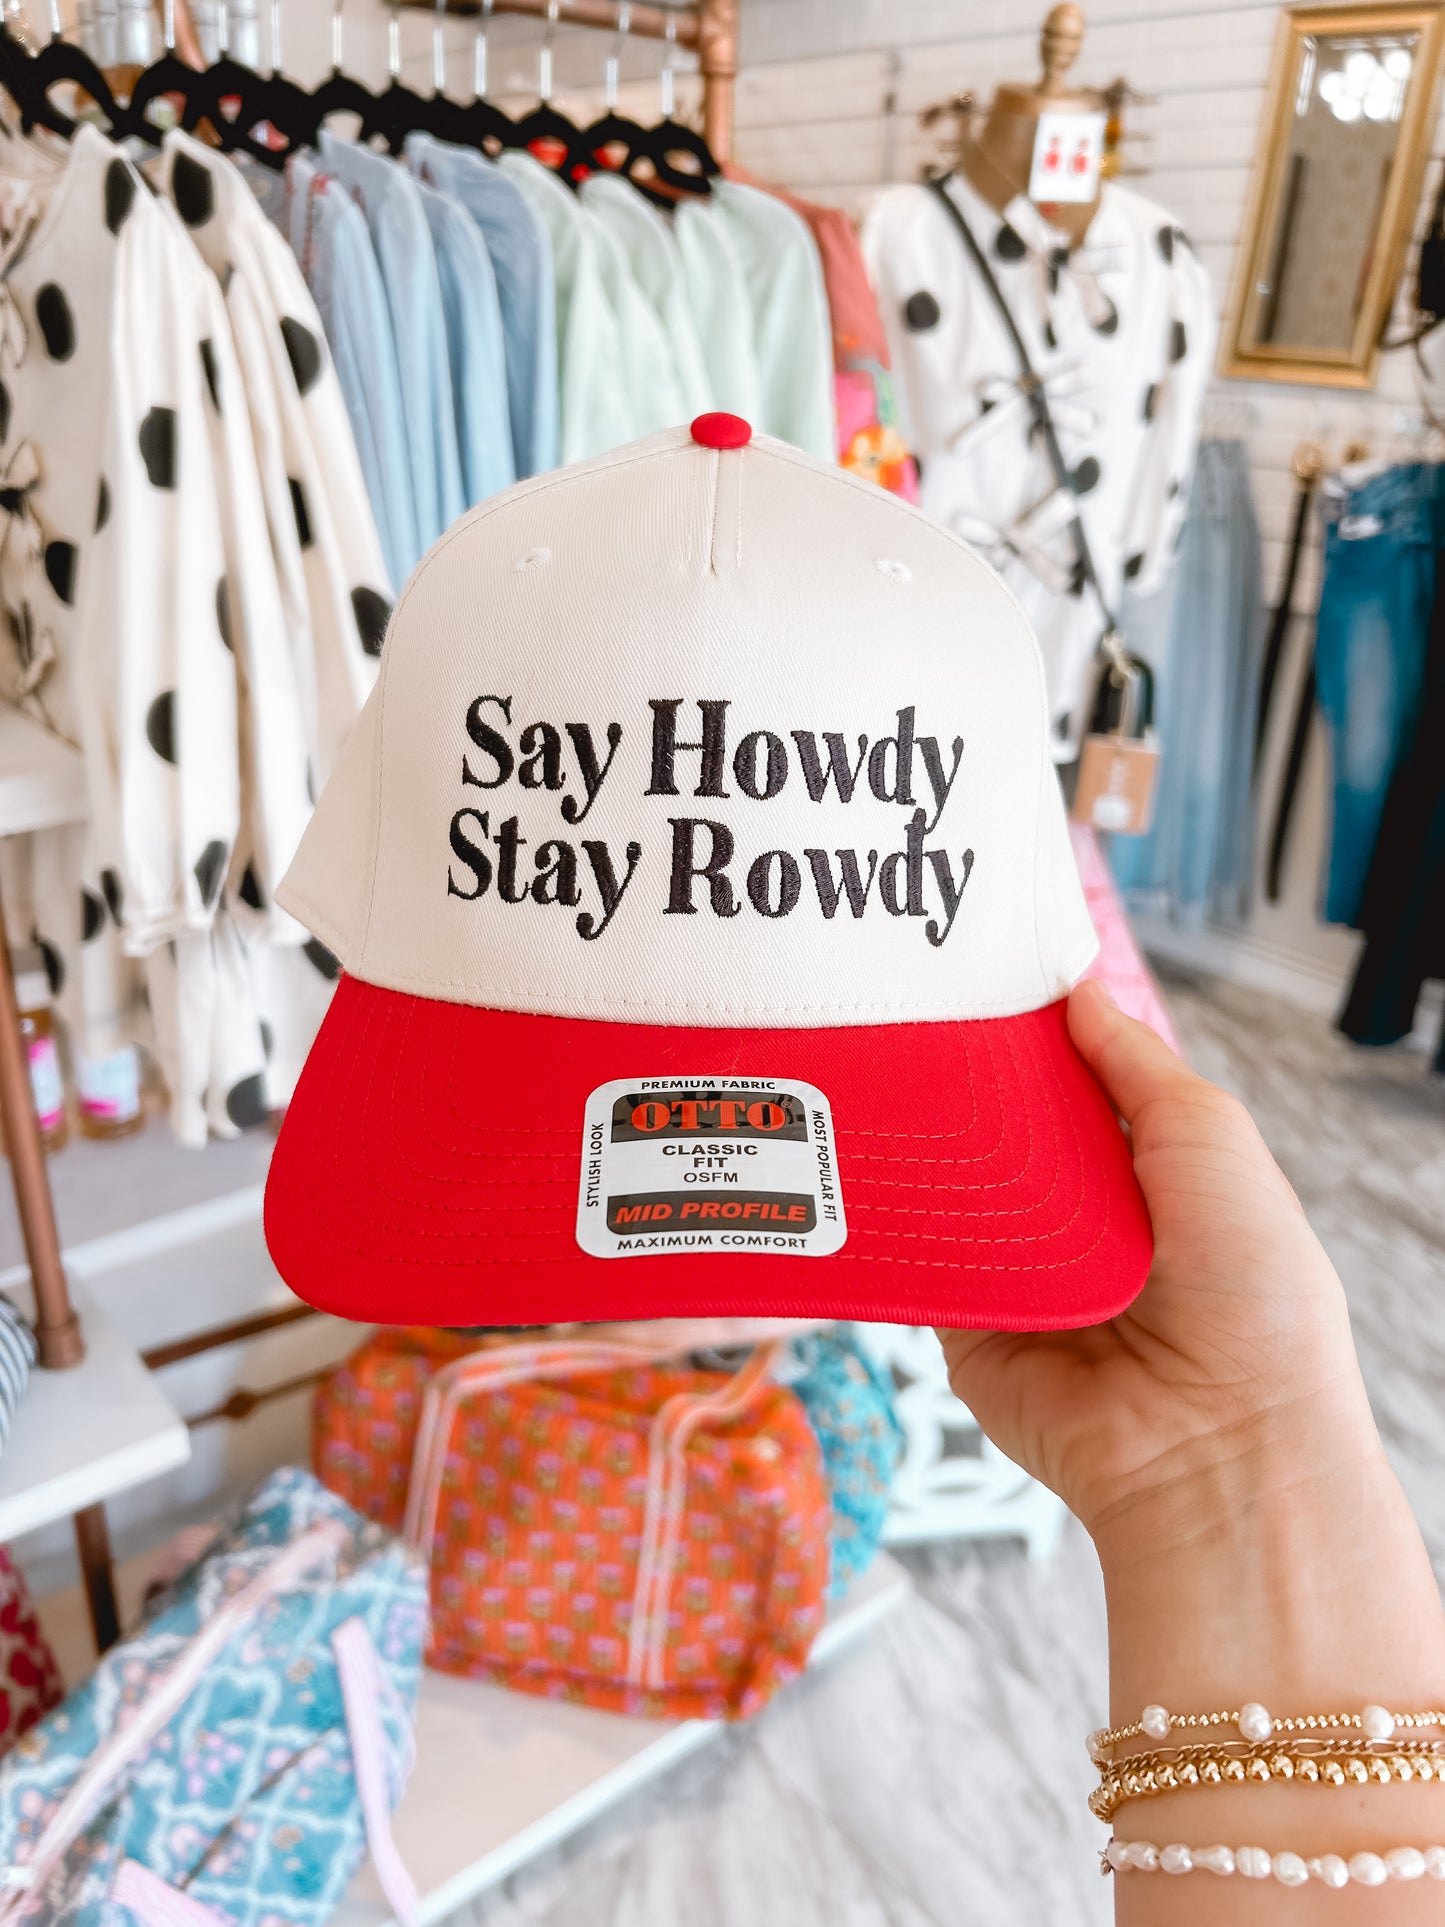 Say Howdy
Stay Rowdy
PREMIUM FABRIC
OTTO®
STYLISH LOOK
CLASSIC
FIT
OSFM
MOST POPULAR FIT
MID PROFILE
MAXIMUM COMFORT